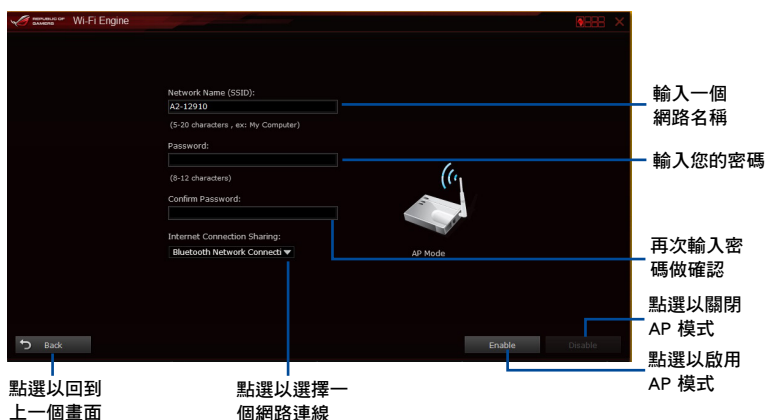 REPUBLIC OF
GAMERS
Wi-Fi Engine
Network Name (SSID):
A2-12910
(5-20 characters , ex: My Computer)
Password:
(8-12 characters)
Confirm Password:
Internet Connection Sharing:
Bluetooth Network Connecti
AP Mode
Back
Enable
Disable
輸入一個
網路名稱
輸入您的密碼
再次輸入密
碼做確認
點選以關閉
AP 模式
點選以啟用
AP 模式
點選以回到
上一個畫面
點選以選擇一
個網路連線